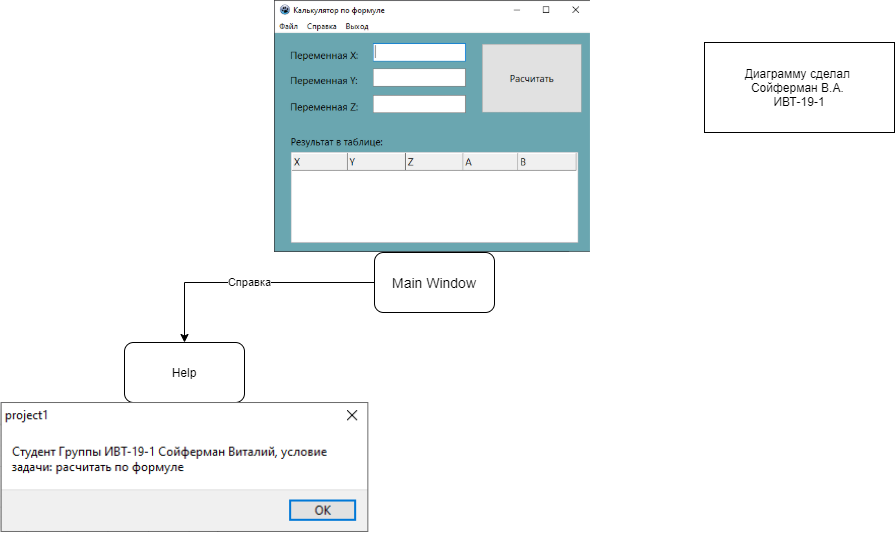 Калькулятор по формуле
Файл Справка Выход
Переменная X:
Переменная Y:
Переменная Z:
Расчитать
Результат в таблице:
X Y Z A B
Диаграмму сделал
Сойферман В.А.
ИВТ-19-1
Main Window
Справка
Help
project1
Студент Группы ИВТ-19-1 Сойферман Виталий, условие
задачи: расчитать по формуле
OK